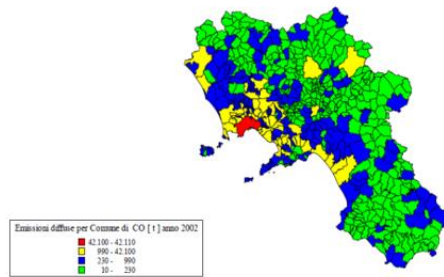 Emissioni diffuse per Comune di CO [ t ] anno 2002
42.100 - 42.110
990 - 42.100
230 - 990
10 - 230